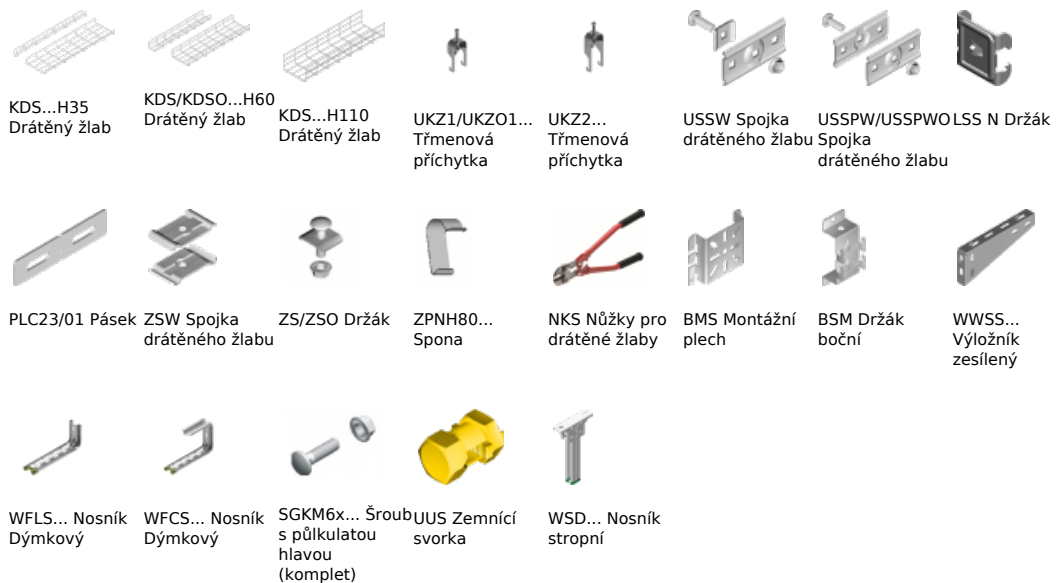 KDS...H35
Drátěný žlab
KDS/KDSO...H60
Drátěný žlab
KDS...H110
Drátěný žlab
UKZ1/UKZO1...
Třmenová
příchytka
UKZ2...
Třmenová
příchytka
USSW Spojka
drátěného žlabu
USSPW/USSPWO
Spojka
drátěného žlabu
LSS N Držák
PLC23/01 Pásek
ZSW Spojka
drátěného žlabu
ZS/ZSO Držák
ZPNH80...
Spona
NKS Nůžky pro
drátěné žlaby
BMS Montážní
plech
BSM Držák
boční
WWSS...
Výložník
zesílený
WFLS... Nosník
Dýmkový
WFCS... Nosník
Dýmkový
SGKM6x... Šroub
s půlkulatou
hlavou
(komplet)
UUS Zemnící
svorka
WSD... Nosník
stropní